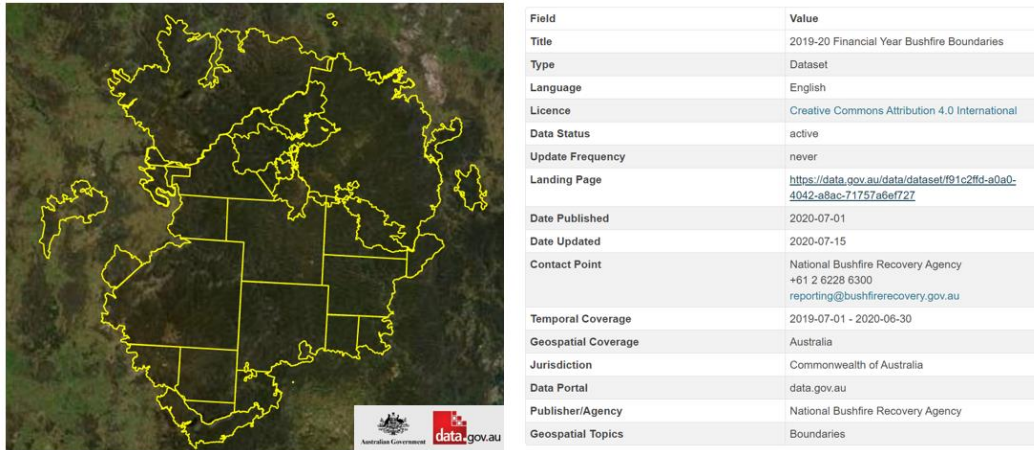 Australian Government
data.gov.au
Field Value
Title 2019-20 Financial Year Bushfire Boundaries
Type Dataset
Language English
Licence Creative Commons Attribution 4.0 International
Data Status active
Update Frequency never
Landing Page https://data.gov.au/data/dataset/f91c2ffd-a0a0-
4042-a8ac-71757a6ef727
Date Published 2020-07-01
Date Updated 2020-07-15
Contact Point National Bushfire Recovery Agency
+61 2 6228 6300
reporting@bushfirerecovery.gov.au
Temporal Coverage 2019-07-01 - 2020-06-30
Geospatial Coverage Australia
Jurisdiction Commonwealth of Australia
Data Portal data.gov.au
Publisher/Agency National Bushfire Recovery Agency
Geospatial Topics Boundaries